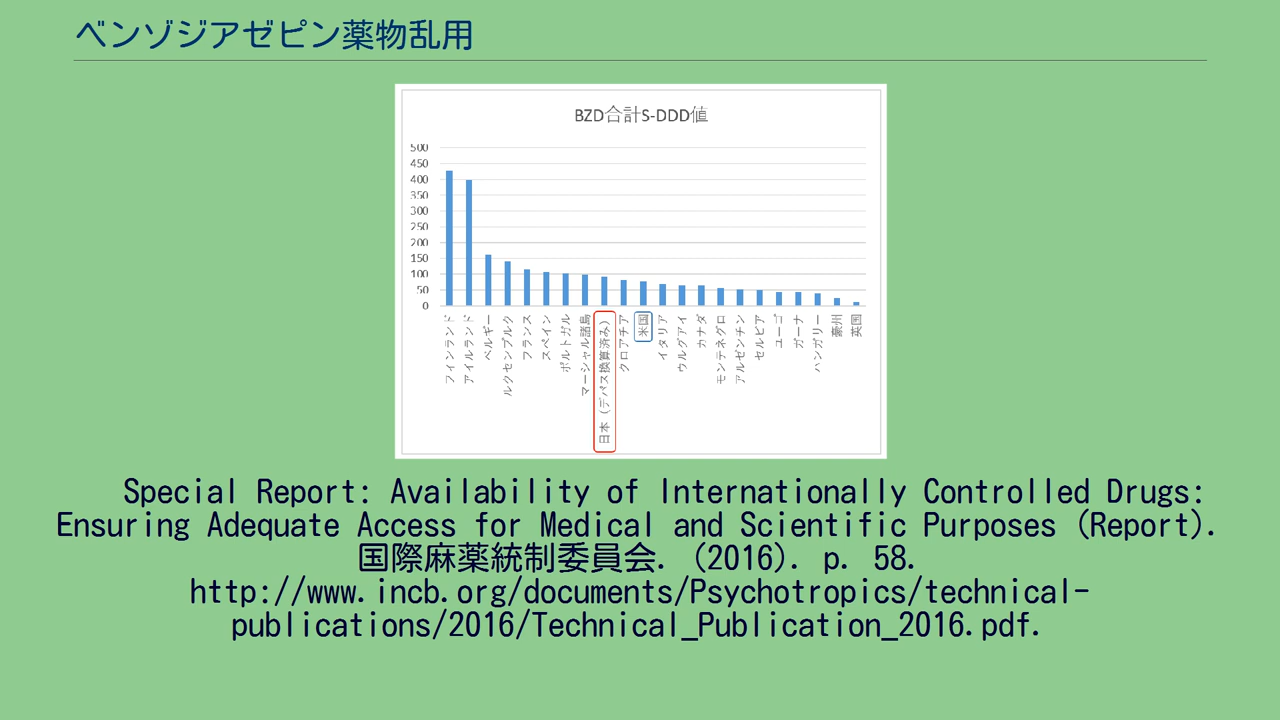 ベンゾジアゼピン薬物乱用
BZD合計S-DDD値
500
450
400
350
300
250
200
150
100
50
0
フィンランド
アイルランド
ベルギー
ルクセンブルク
フランス
スペイン
ポルトガル
マーシャル諸島
日本（デパス換算済み）
クロアチア
米国
イタリア
ウルグアイ
カナダ
モンテネグロ
アルゼンチン
セルビア
ユーゴ
ガーナ
ハンガリー
豪州
英国
Special Report: Availability of Internationally Controlled Drugs:
Ensuring Adequate Access for Medical and Scientific Purposes (Report).
国際麻薬統制委員会. (2016). p. 58.
http://www.incb.org/documents/Psychotropics/technical-
publications/2016/Technical_Publication_2016.pdf.